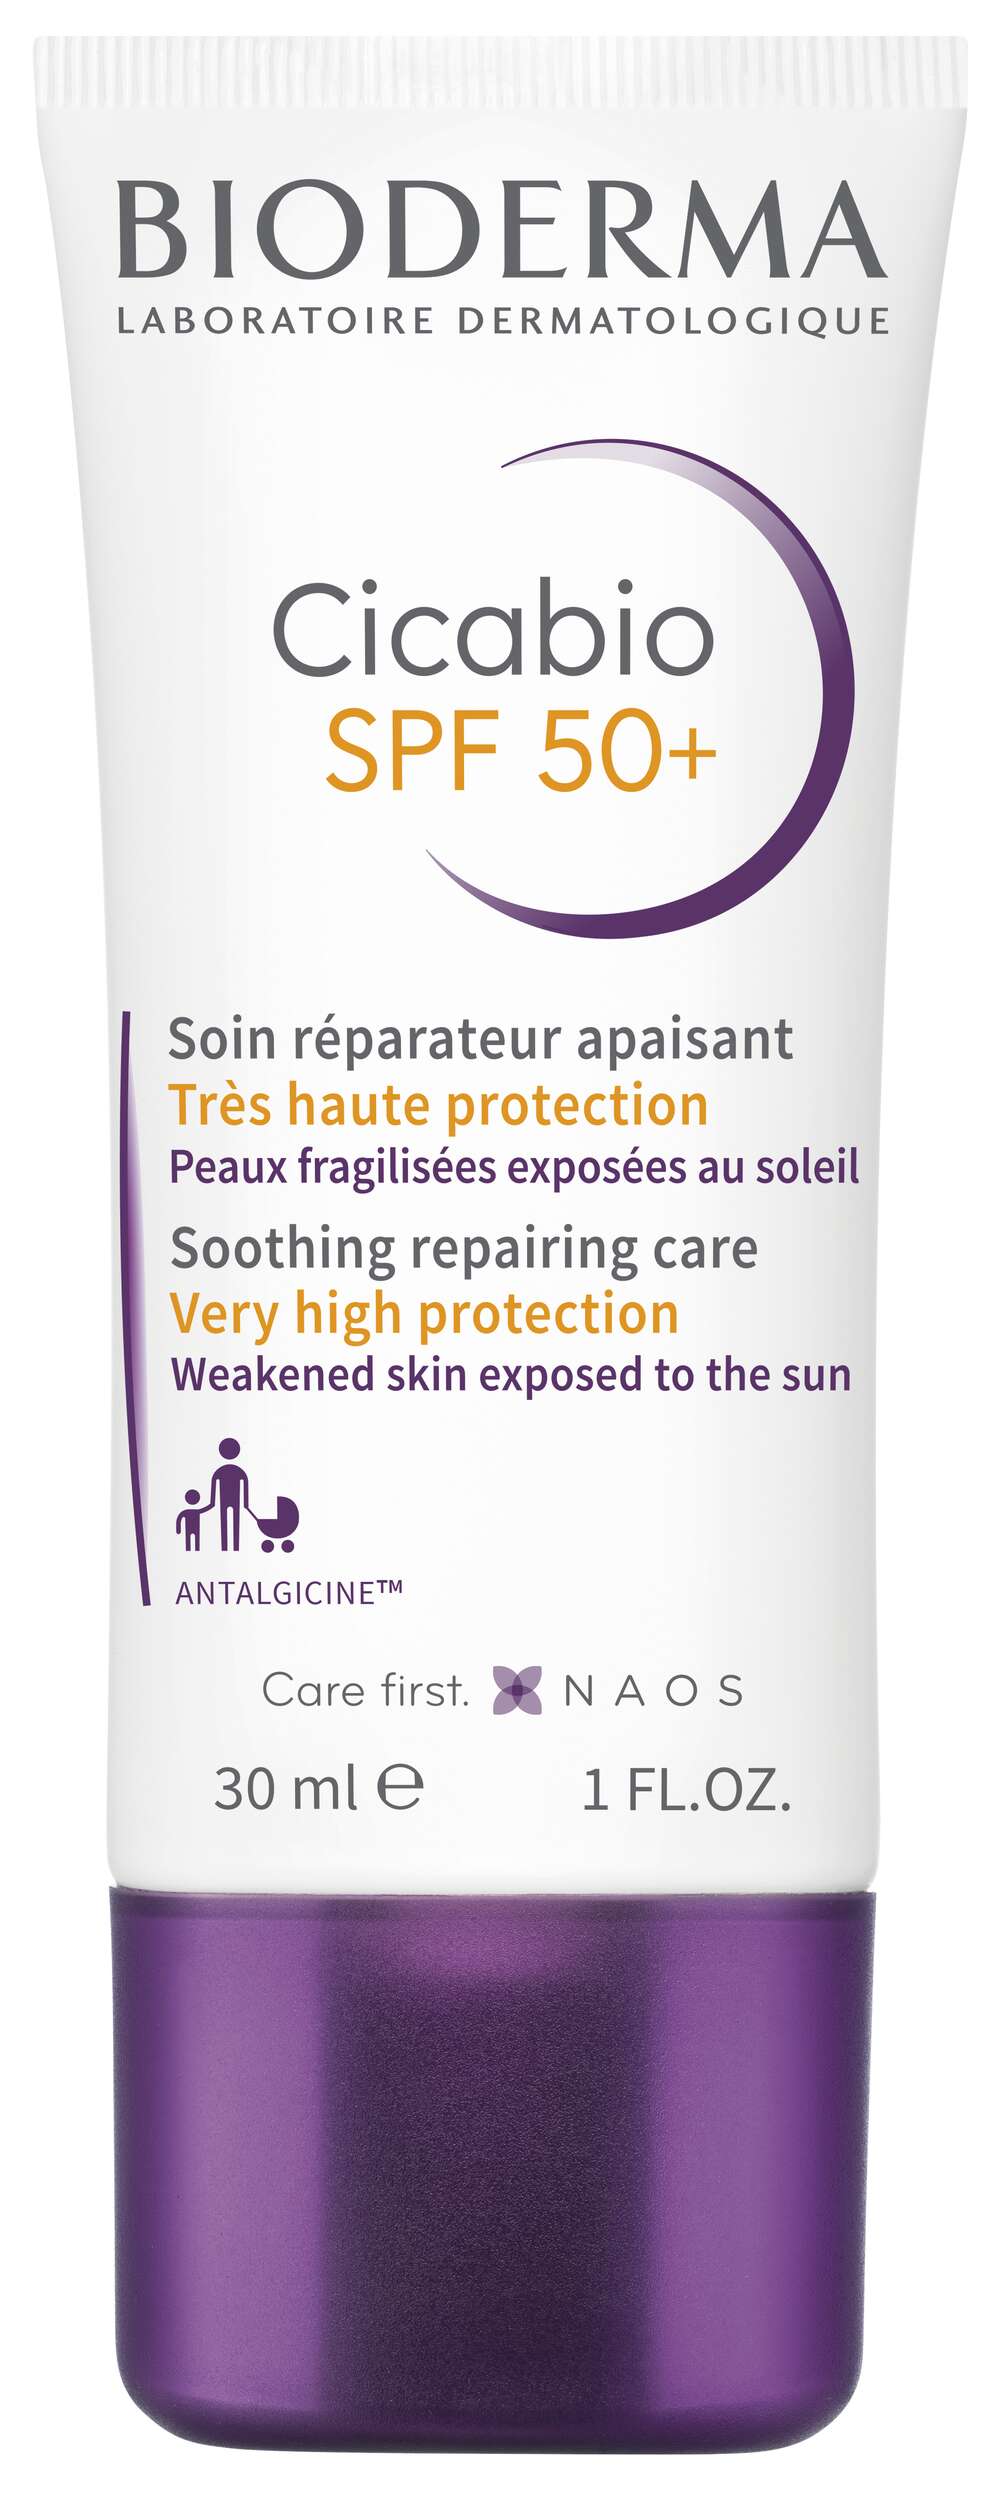 BIODERMA
LABORATOIRE DERMATOLOGIQUE
Cicabio
SPF 50+
Soin réparateur apaisant
Très haute protection
Peaux fragilisées exposées au soleil
Soothing repairing care
Very high protection
Weakened skin exposed to the sun
ANTALGICINE™
Care first. NAOS
30 ml ℮ 1 FL.OZ.